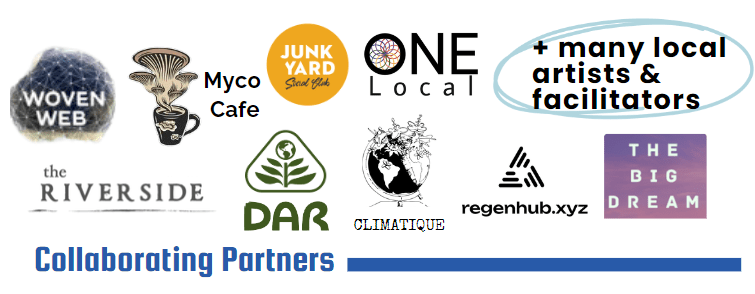 WOVEN
WEB
Myco
Cafe
JUNK
YARD
Social Club
ONE
Local
+ many local
artists &
facilitators
the
RIVERSIDE
DAR
CLIMATIQUE
regenhub.xyz
THE
BIG
DREAM
Collaborating Partners